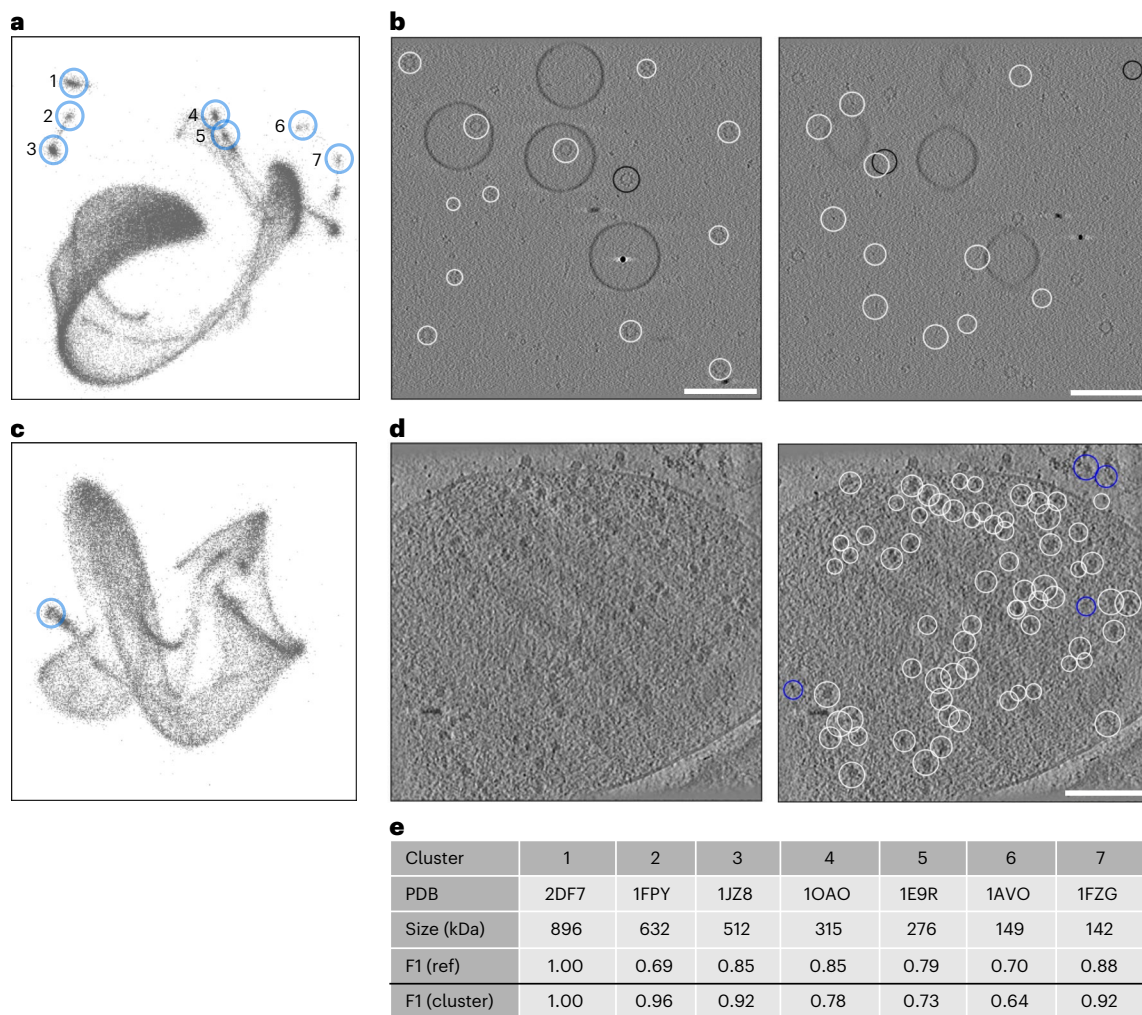 a
b
1
2
3
4
5
6
7
c
d
e
Cluster 1 2 3 4 5 6 7
PDB 2DF7 1FPY 1JZ8 1OAO 1E9R 1AVO 1FZG
Size (kDa) 896 632 512 315 276 149 142
F1 (ref) 1.00 0.69 0.85 0.85 0.79 0.70 0.88
F1 (cluster) 1.00 0.96 0.92 0.78 0.73 0.64 0.92